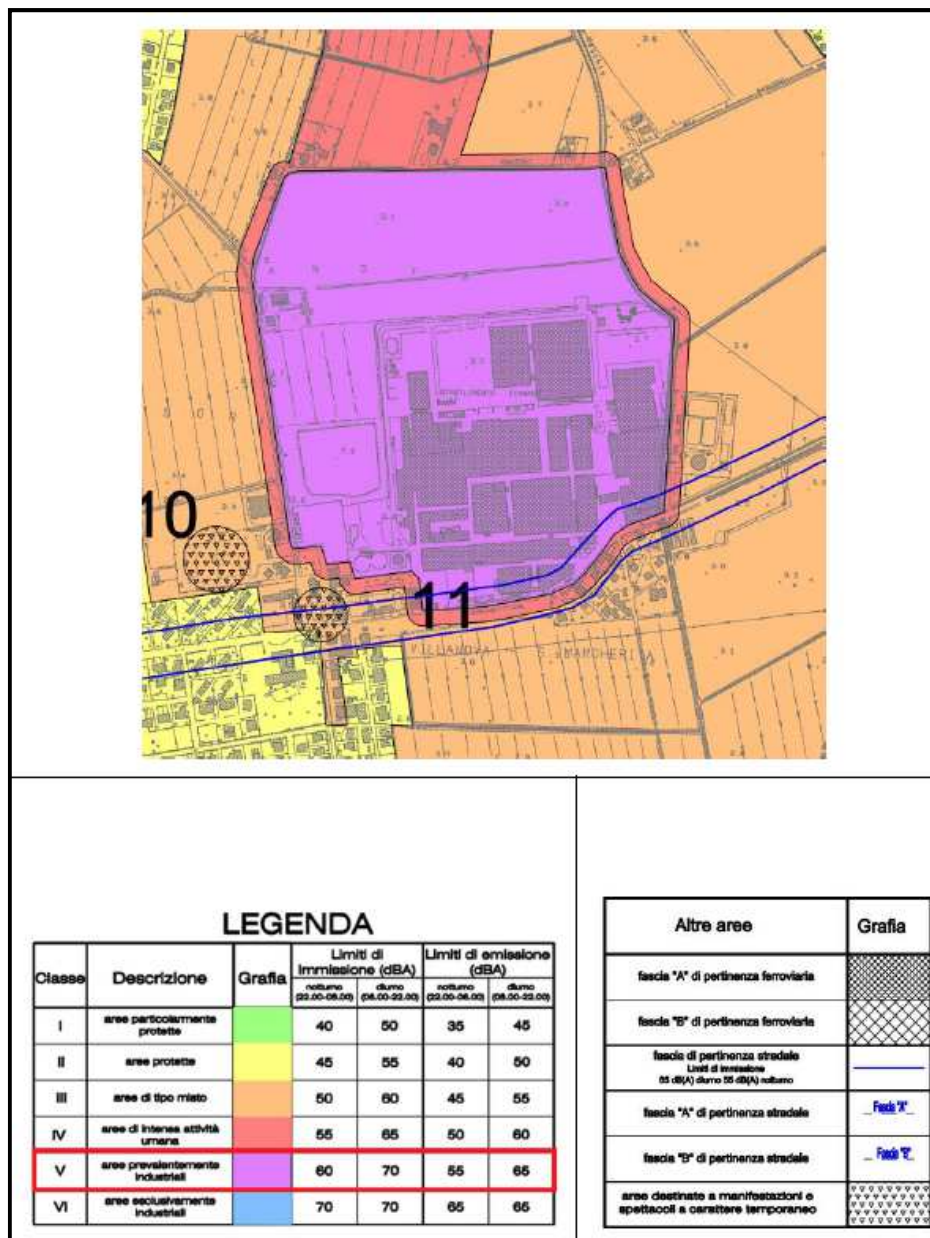 10
11
VILLANOVA S. MARGHERITA
LEGENDA
Classe Descrizione Grafia Limiti di immissione (dBA) Limiti di emissione (dBA)
notturno (22.00-06.00) diurno (06.00-22.00) notturno (22.00-06.00) diurno (06.00-22.00)
I aree particolarmente protette 40 50 35 45
II aree protette 45 55 40 50
III aree di tipo misto 50 60 45 55
IV aree di intensa attività umana 55 65 50 60
V aree prevalentemente industriali 60 70 55 65
VI aree esclusivamente industriali 70 70 65 65
Altre aree Grafia
fascia "A" di pertinenza ferroviaria
fascia "B" di pertinenza ferroviaria
fascia di pertinenza stradale
Limiti di immissione
65 dB(A) diurno 55 dB(A) notturno
fascia "A" di pertinenza stradale Fascia "A"
fascia "B" di pertinenza stradale Fascia "B"
aree destinate a manifestazioni o
spettacoli a carattere temporaneo